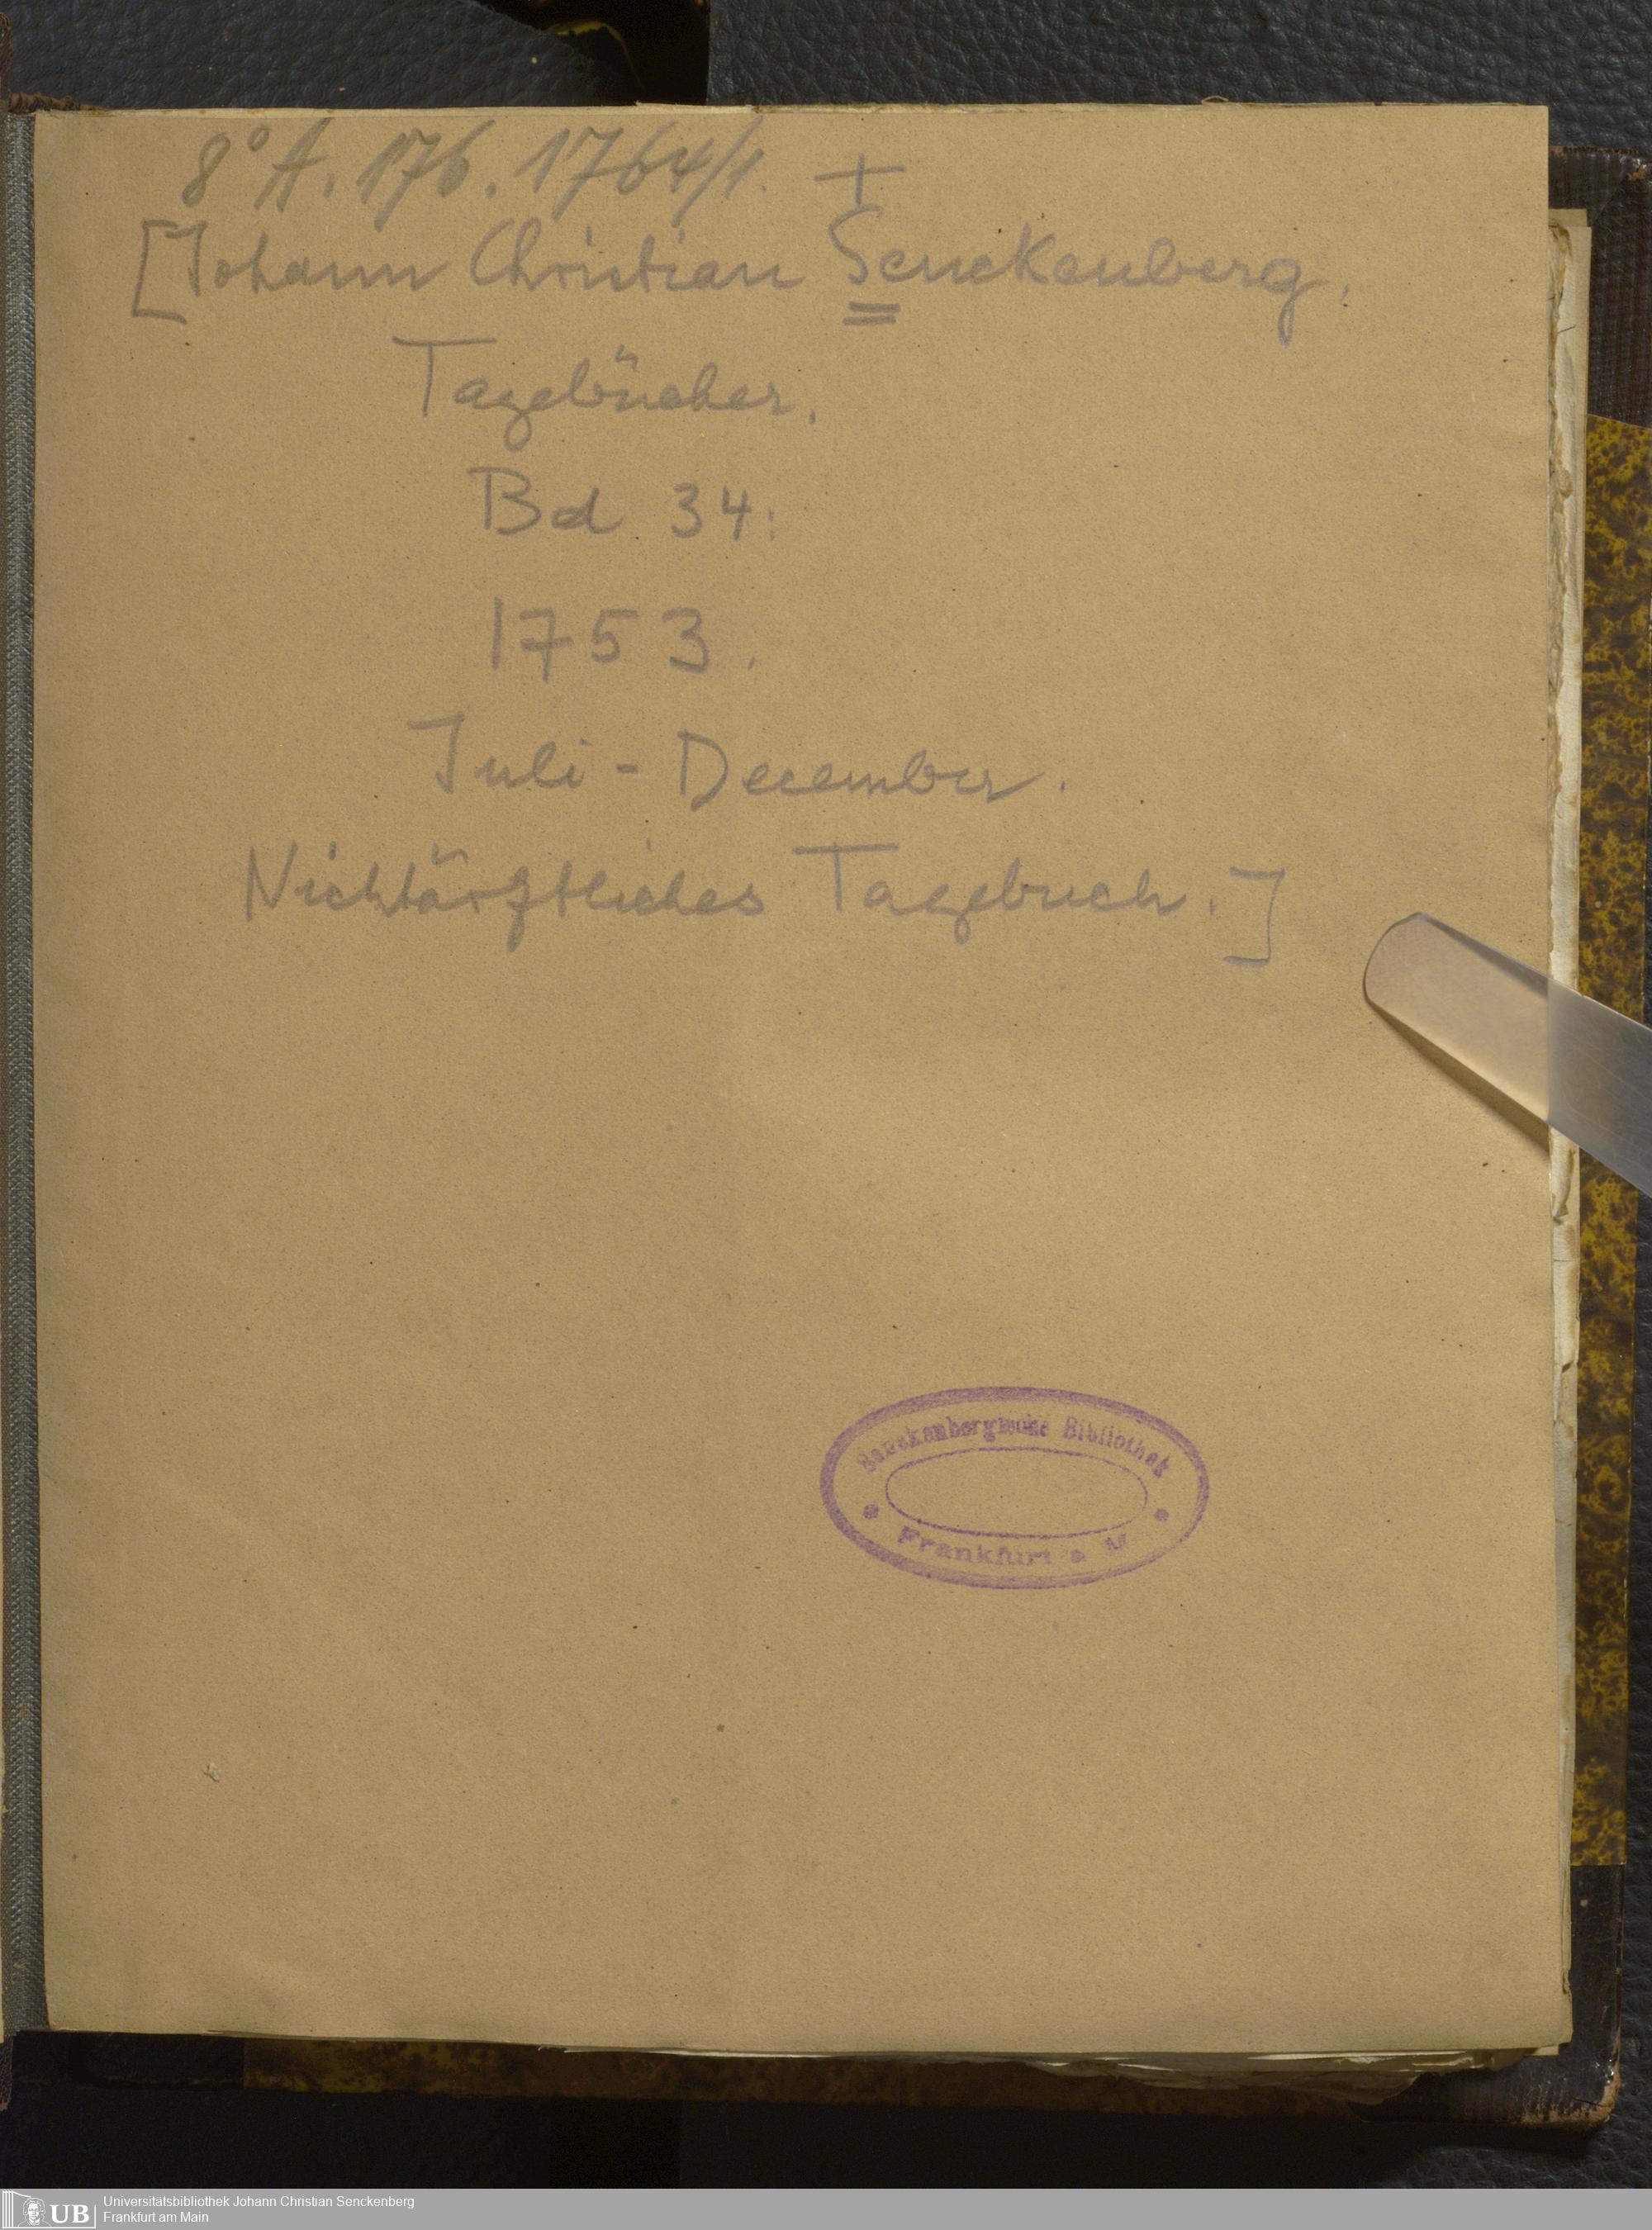 8° A. 176. 1764/1. +
[Johann Christian Senckenberg.
Tagebücher.
Bd 34:
1753.
Juli - December.
Nichtärztliches Tagebuch.]
Senckenbergische Bibliothek
Frankfurt a M
UB
Universitätsbibliothek Johann Christian Senckenberg
Frankfurt am Main